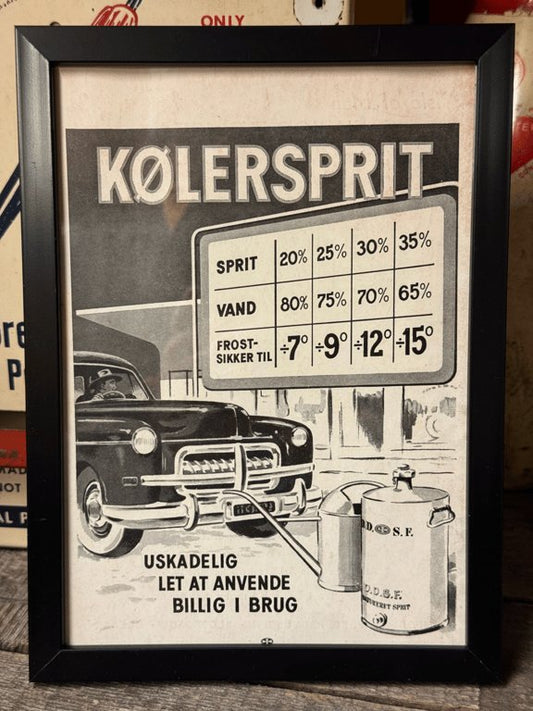 ONLY
KØLERSPRIT
SPRIT 20% 25% 30% 35%
VAND 80% 75% 70% 65%
FROST-
SIKKER TIL ÷7° ÷9° ÷12° ÷15°
D. S.F.
D.D.S.F.
SPRIT
USKADELIG
LET AT ANVENDE
BILLIG I BRUG
NOT